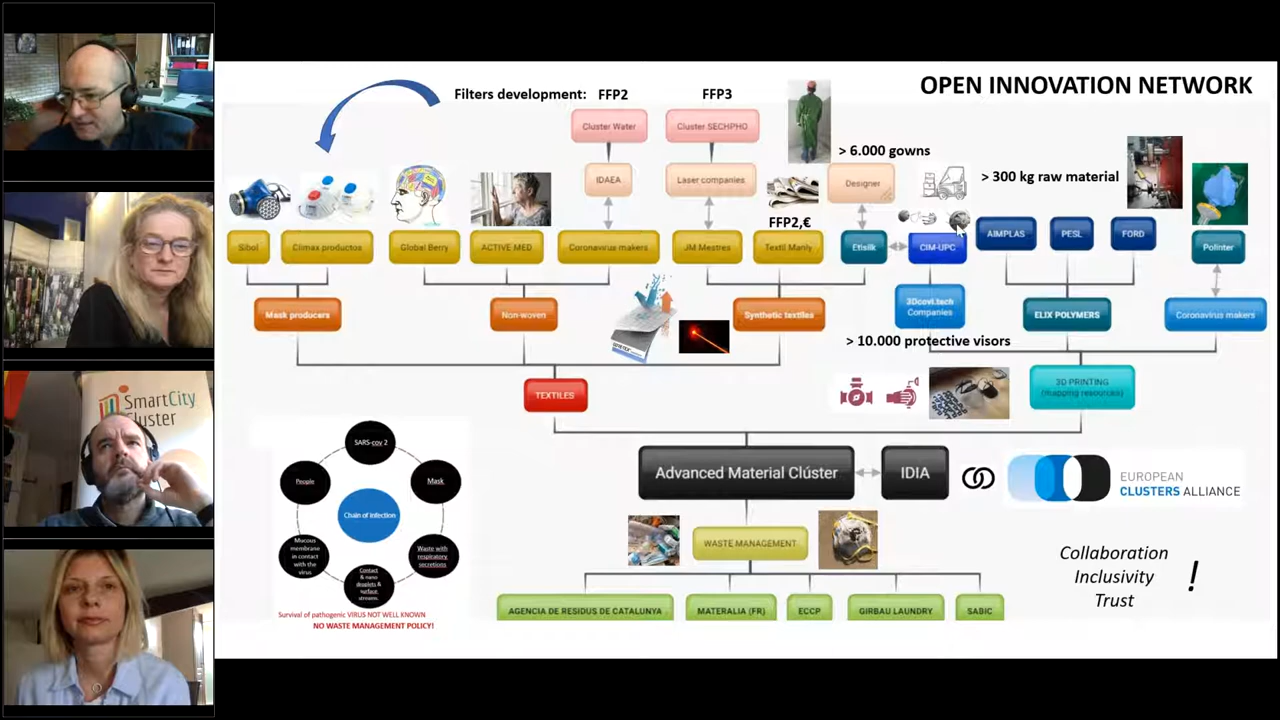 SmartCity
Cluster
OPEN INNOVATION NETWORK
Filters development: FFP2 FFP3
Cluster Water
Cluster SECHPHO
> 6.000 gowns
IDAEA
Laser companies
Designer
> 300 kg raw material
FFP2,€
Sibol
Climax productos
Global Berry
ACTIVE MED
Coronavirus makers
JM Mestres
Textil Manly
Etisilk
CIM-UPC
AIMPLAS
PESL
FORD
Polinter
Mask producers
Non-woven
Synthetic textiles
3Dcovi.tech
Companies
ELIX POLYMERS
Coronavirus makers
> 10.000 protective visors
TEXTILES
3D PRINTING
(mapping resources)
SARS-cov 2
People
Mask
Chain of infection
Mucous
membrane
in contact
with the
virus
Waste with
respiratory
secretions
Contact
& nano
droplets &
surface
streams.
Survival of pathogenic VIRUS NOT WELL KNOWN
NO WASTE MANAGEMENT POLICY!
Advanced Material Clúster
IDIA
EUROPEAN
CLUSTERS ALLIANCE
WASTE MANAGEMENT
Collaboration
Inclusivity
Trust
!
AGENCIA DE RESIDUS DE CATALUNYA
MATERALIA (FR)
ECCP
GIRBAU LAUNDRY
SABIC